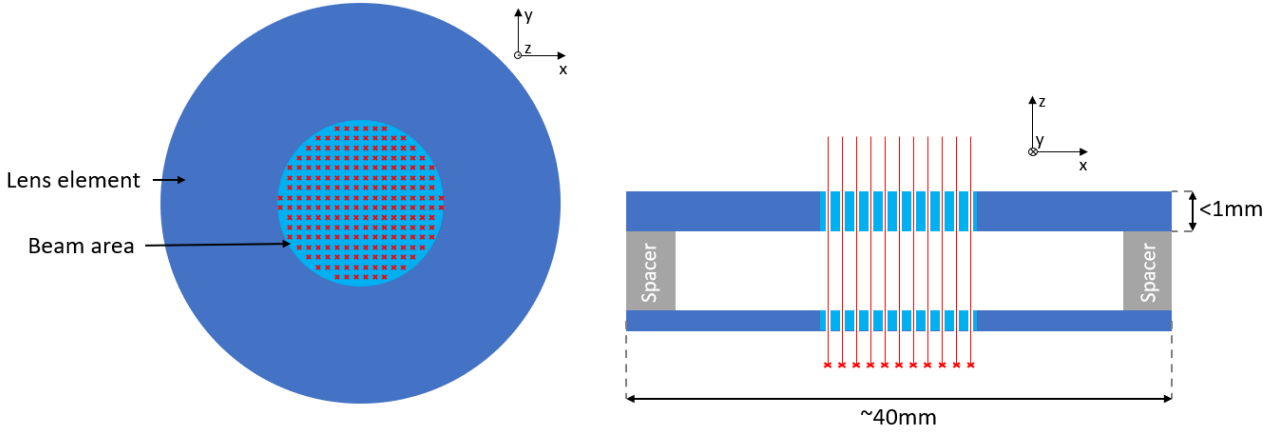 y
z
x
Lens element
Beam area
z
y
x
<1mm
Spacer
Spacer
~40mm